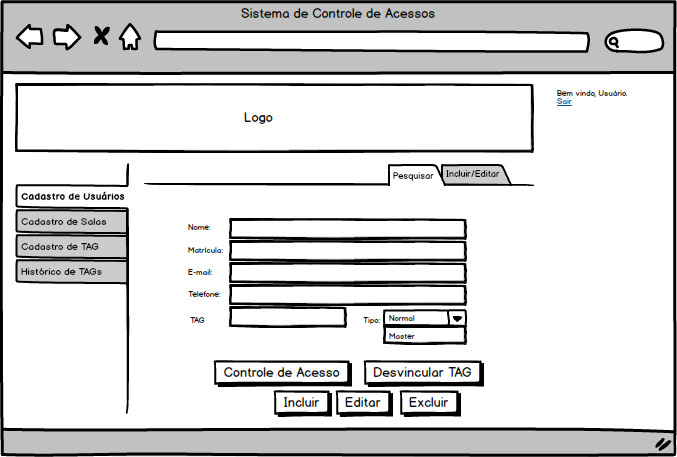 Sistema de Controle de Acessos
Bem vindo, Usuário.
Sair
Logo
Pesquisar
Incluir/Editar
Cadastro de Usuários
Cadastro de Salas
Cadastro de TAG
Histórico de TAGs
Nome:
Matrícula:
E-mail:
Telefone:
TAG
Tipo: Normal
Master
Controle de Acesso
Desvincular TAG
Incluir
Editar
Excluir